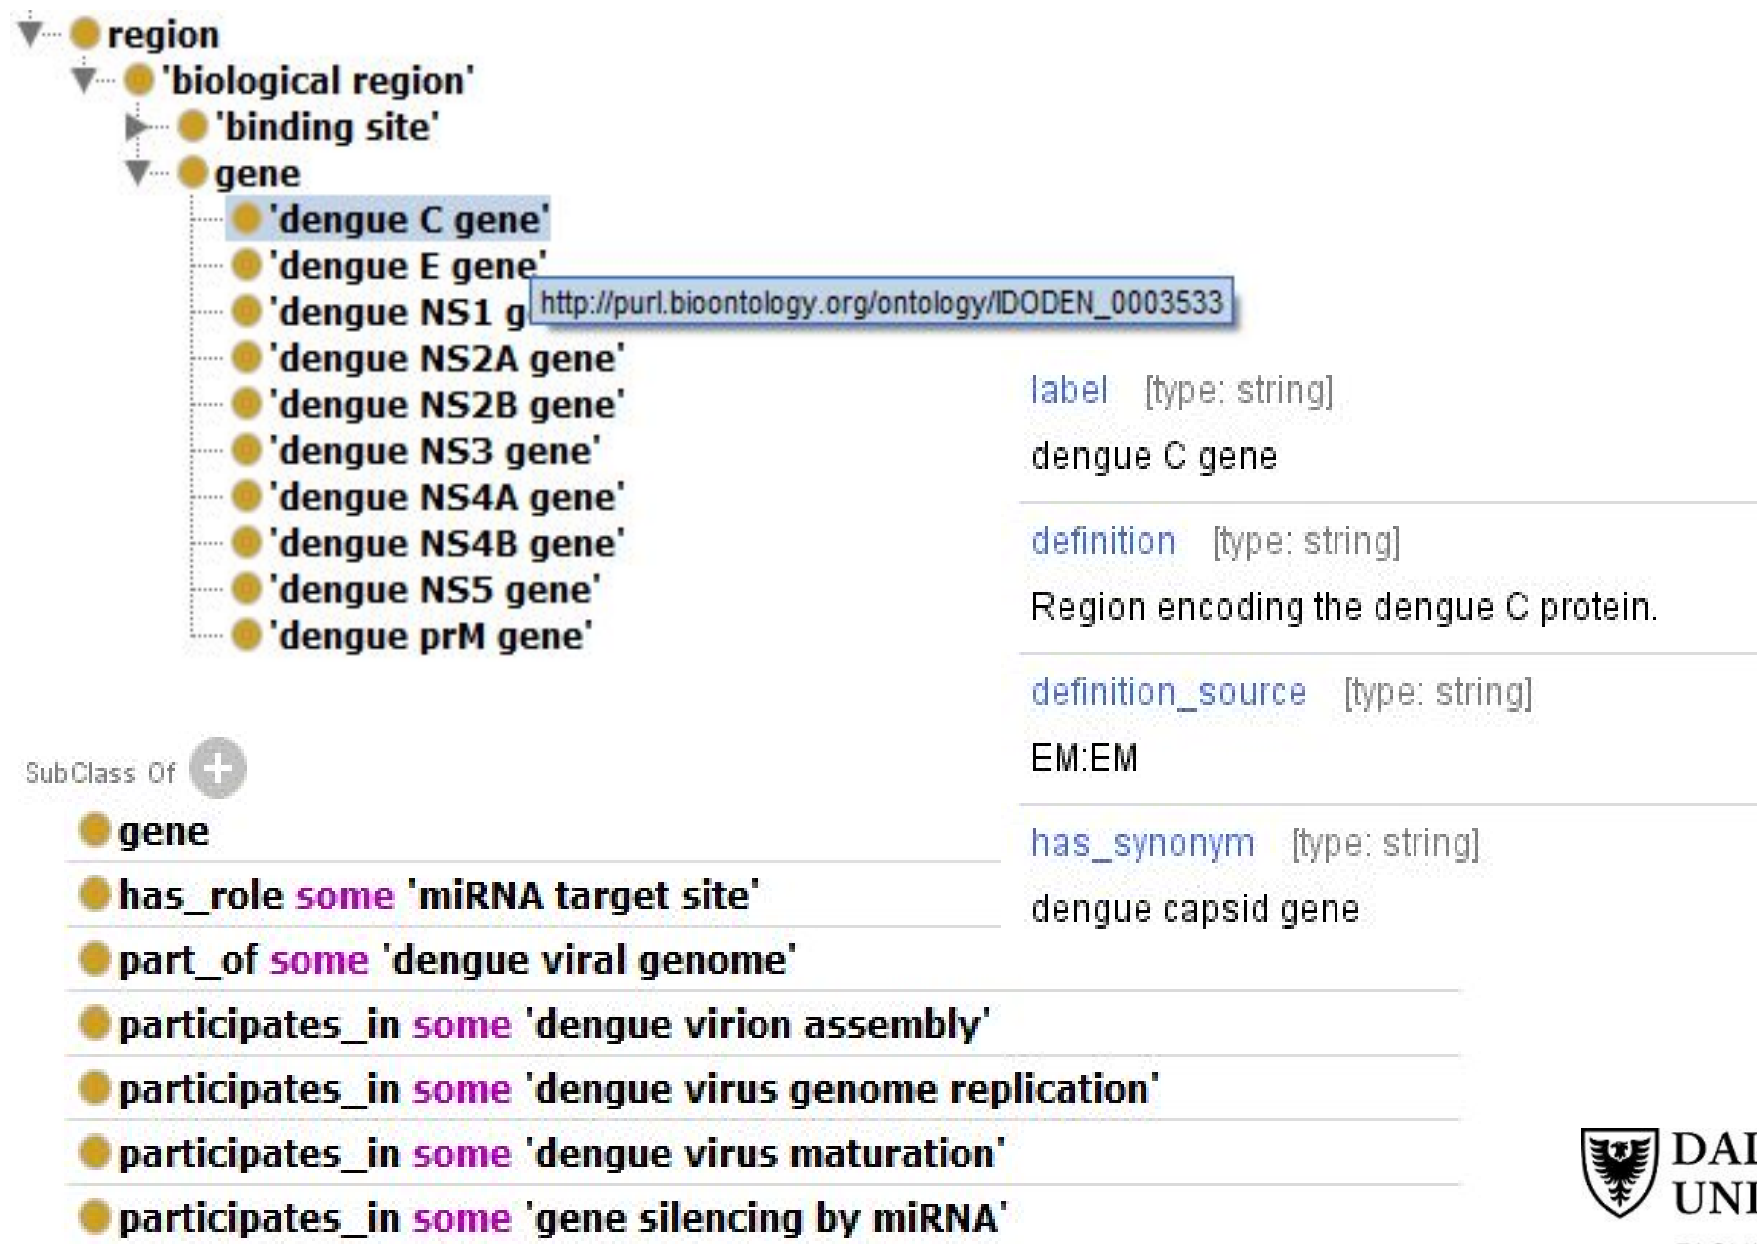 region
'biological region'
'binding site'
gene
'dengue C gene'
'dengue E gene'
http://purl.bioontology.org/ontology/IDODEN_0003533
'dengue NS1 g
'dengue NS2A gene'
'dengue NS2B gene'
'dengue NS3 gene'
'dengue NS4A gene'
'dengue NS4B gene'
'dengue NS5 gene'
'dengue prM gene'
label [type: string]
dengue C gene
definition [type: string]
Region encoding the dengue C protein.
definition_source [type: string]
EM:EM
has_synonym [type: string]
dengue capsid gene
SubClass Of
gene
has_role some 'miRNA target site'
part_of some 'dengue viral genome'
participates_in some 'dengue virion assembly'
participates_in some 'dengue virus genome replication'
participates_in some 'dengue virus maturation'
participates_in some 'gene silencing by miRNA'